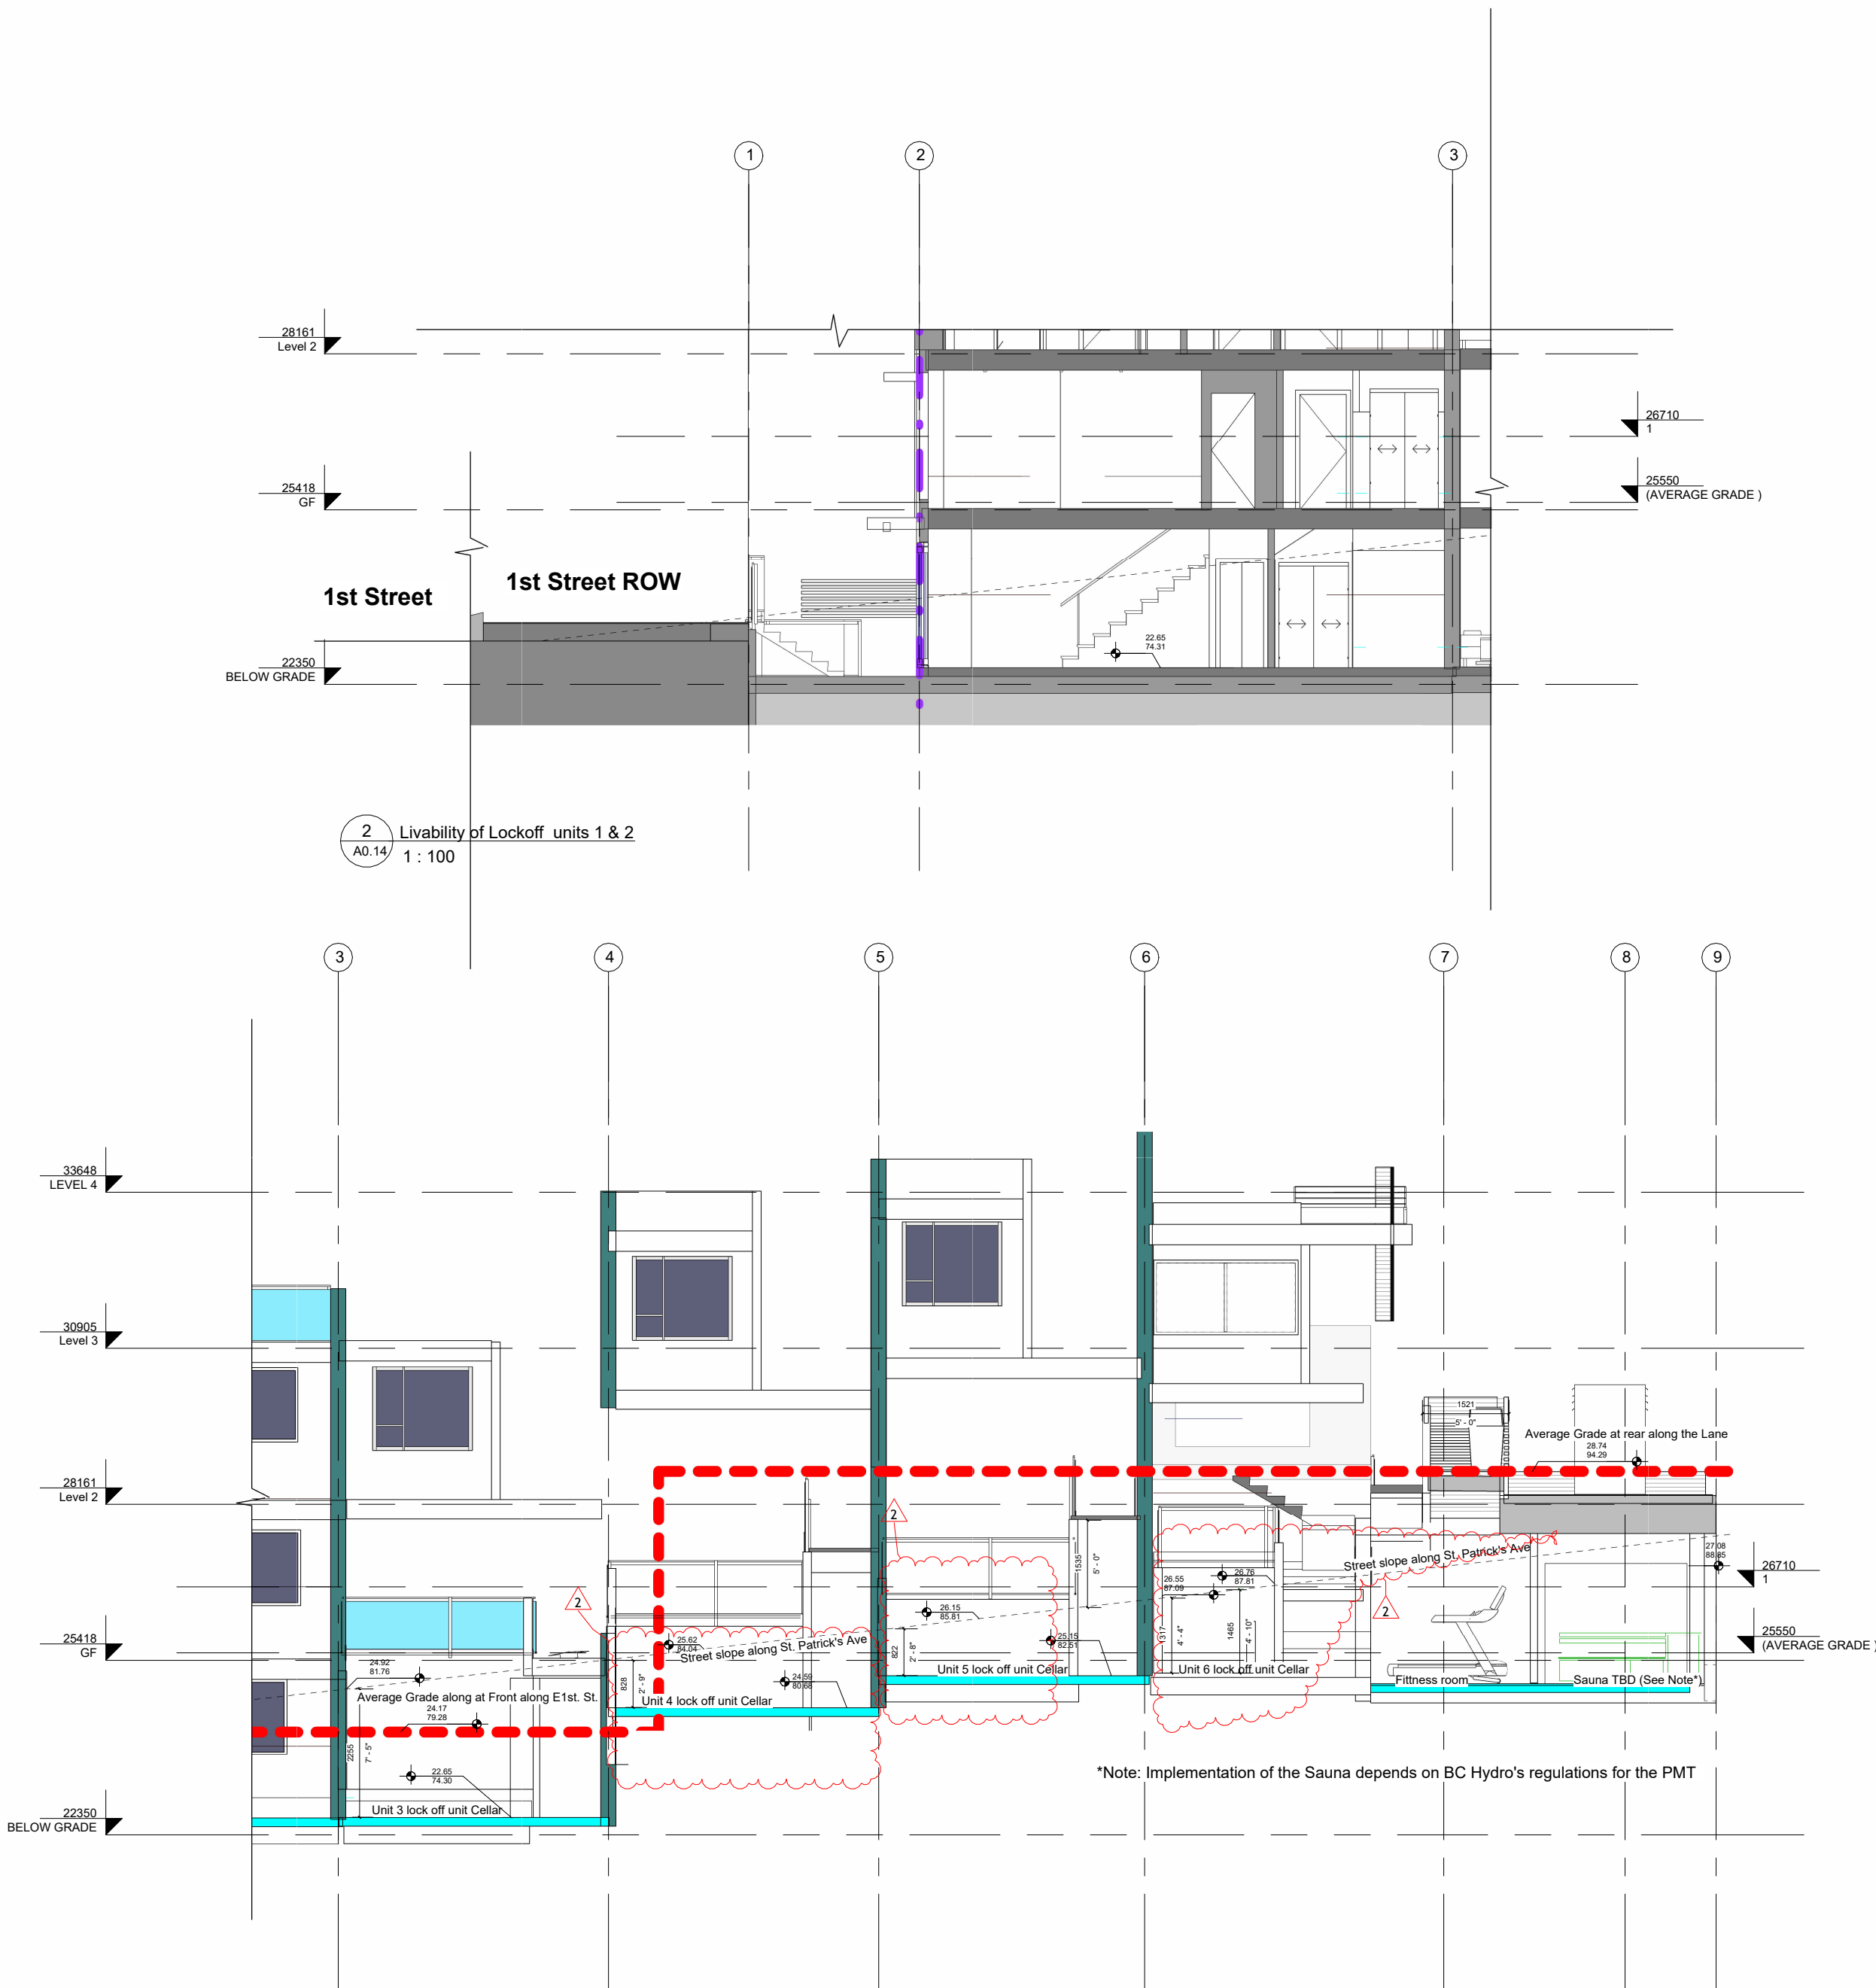 1
2
3
28161
Level 2
26710
1
25418
GF
25550
(AVERAGE GRADE )
1st Street
1st Street ROW
22.65
74.31
22350
BELOW GRADE
2
A0.14
Livability of Lockoff units 1 & 2
1 : 100
3
4
5
6
7
8
9
33648
LEVEL 4
30905
Level 3
1521
5' - 0"
Average Grade at rear along the Lane
28.74
94.29
28161
Level 2
2
1535
5' - 0"
Street slope along St. Patrick's Ave
27.08
88.85
26710
1
26.55
87.09
26.76
87.81
2
2
26.15
85.81
25.62
84.04
Street slope along St. Patrick's Ave
25.15
82.51
822
2' - 8"
1317
4' - 4"
1465
4' - 10"
25418
GF
25550
(AVERAGE GRADE )
24.92
81.76
Unit 5 lock off unit Cellar
Unit 6 lock off unit Cellar
Fittness room
Sauna TBD (See Note*)
828
2' - 9"
24.59
80.68
Average Grade along at Front along E1st. St.
24.17
79.28
Unit 4 lock off unit Cellar
2255
7' - 5"
22.65
74.30
*Note: Implementation of the Sauna depends on BC Hydro's regulations for the PMT
Unit 3 lock off unit Cellar
22350
BELOW GRADE